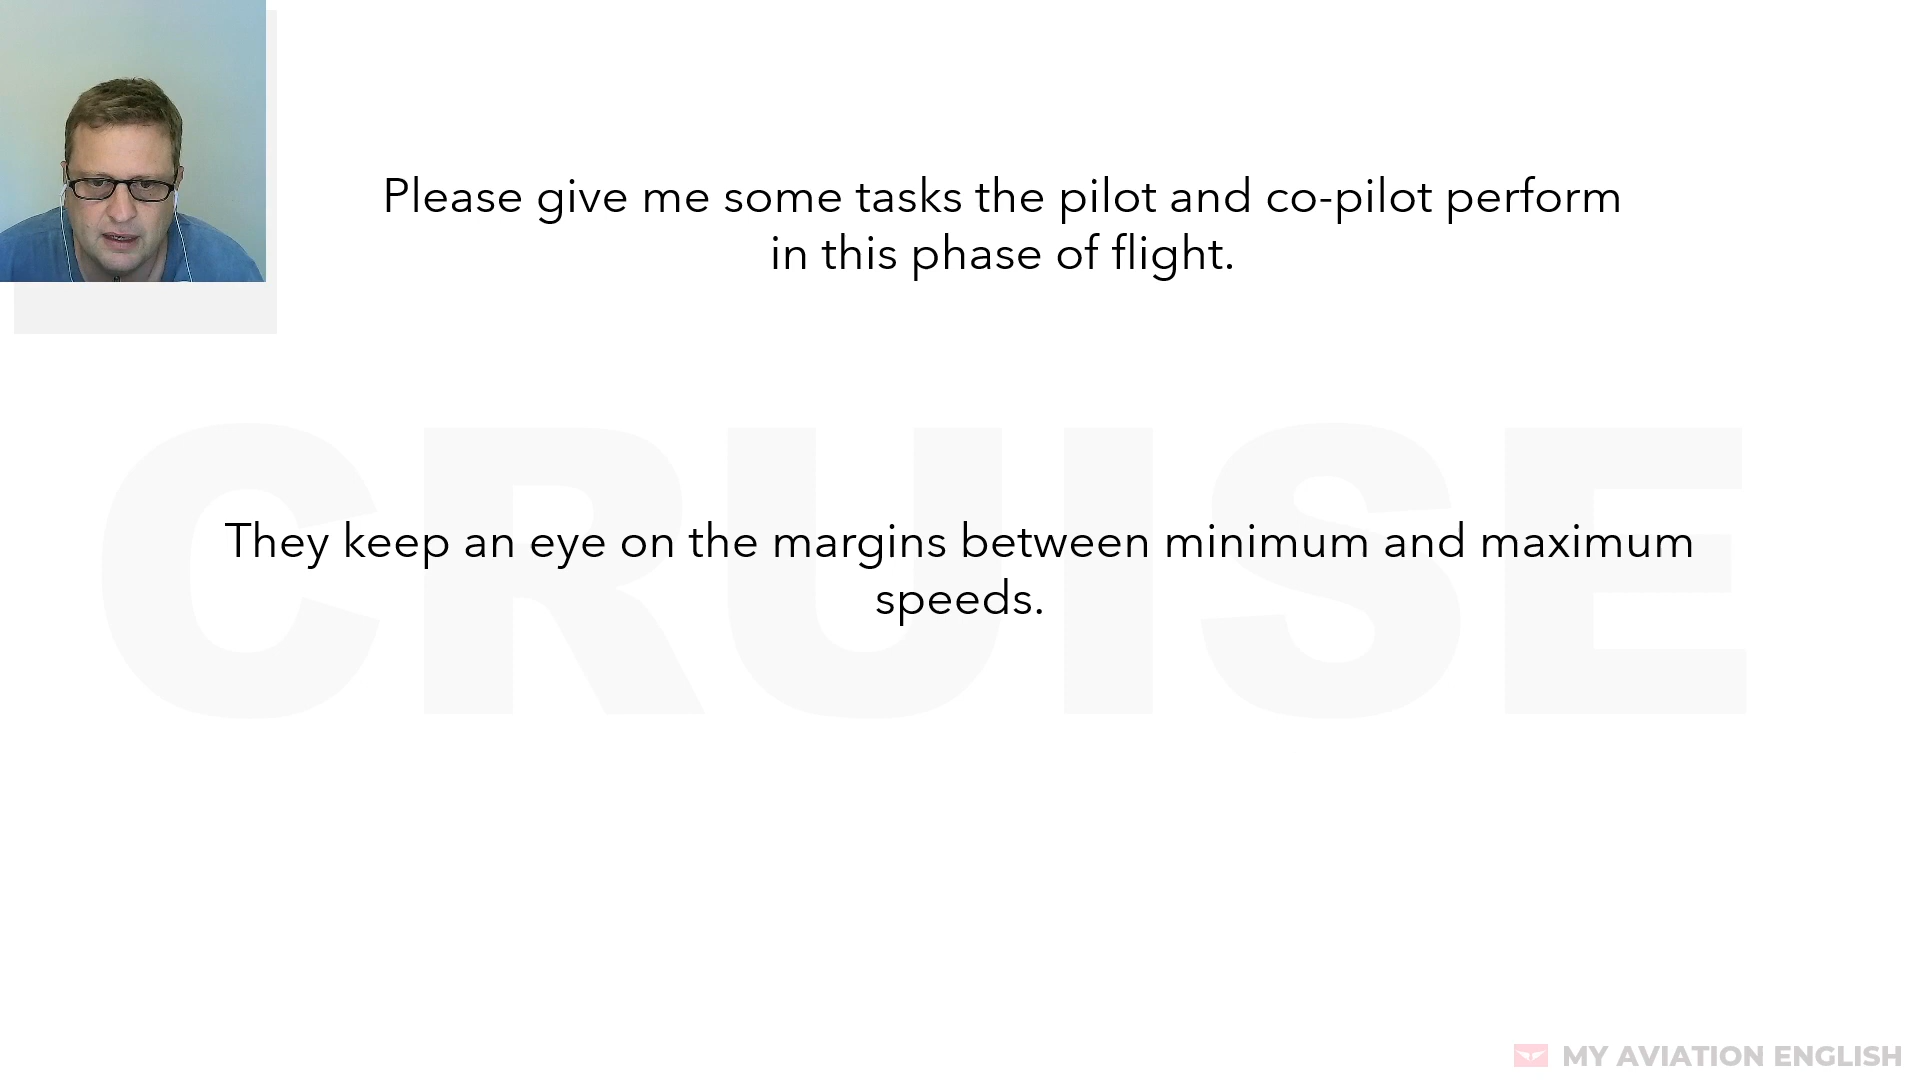 Please give me some tasks the pilot and co-pilot perform
in this phase of flight.
CRUISE
They keep an eye on the margins between minimum and maximum
speeds.
MY AVIATION ENGLISH